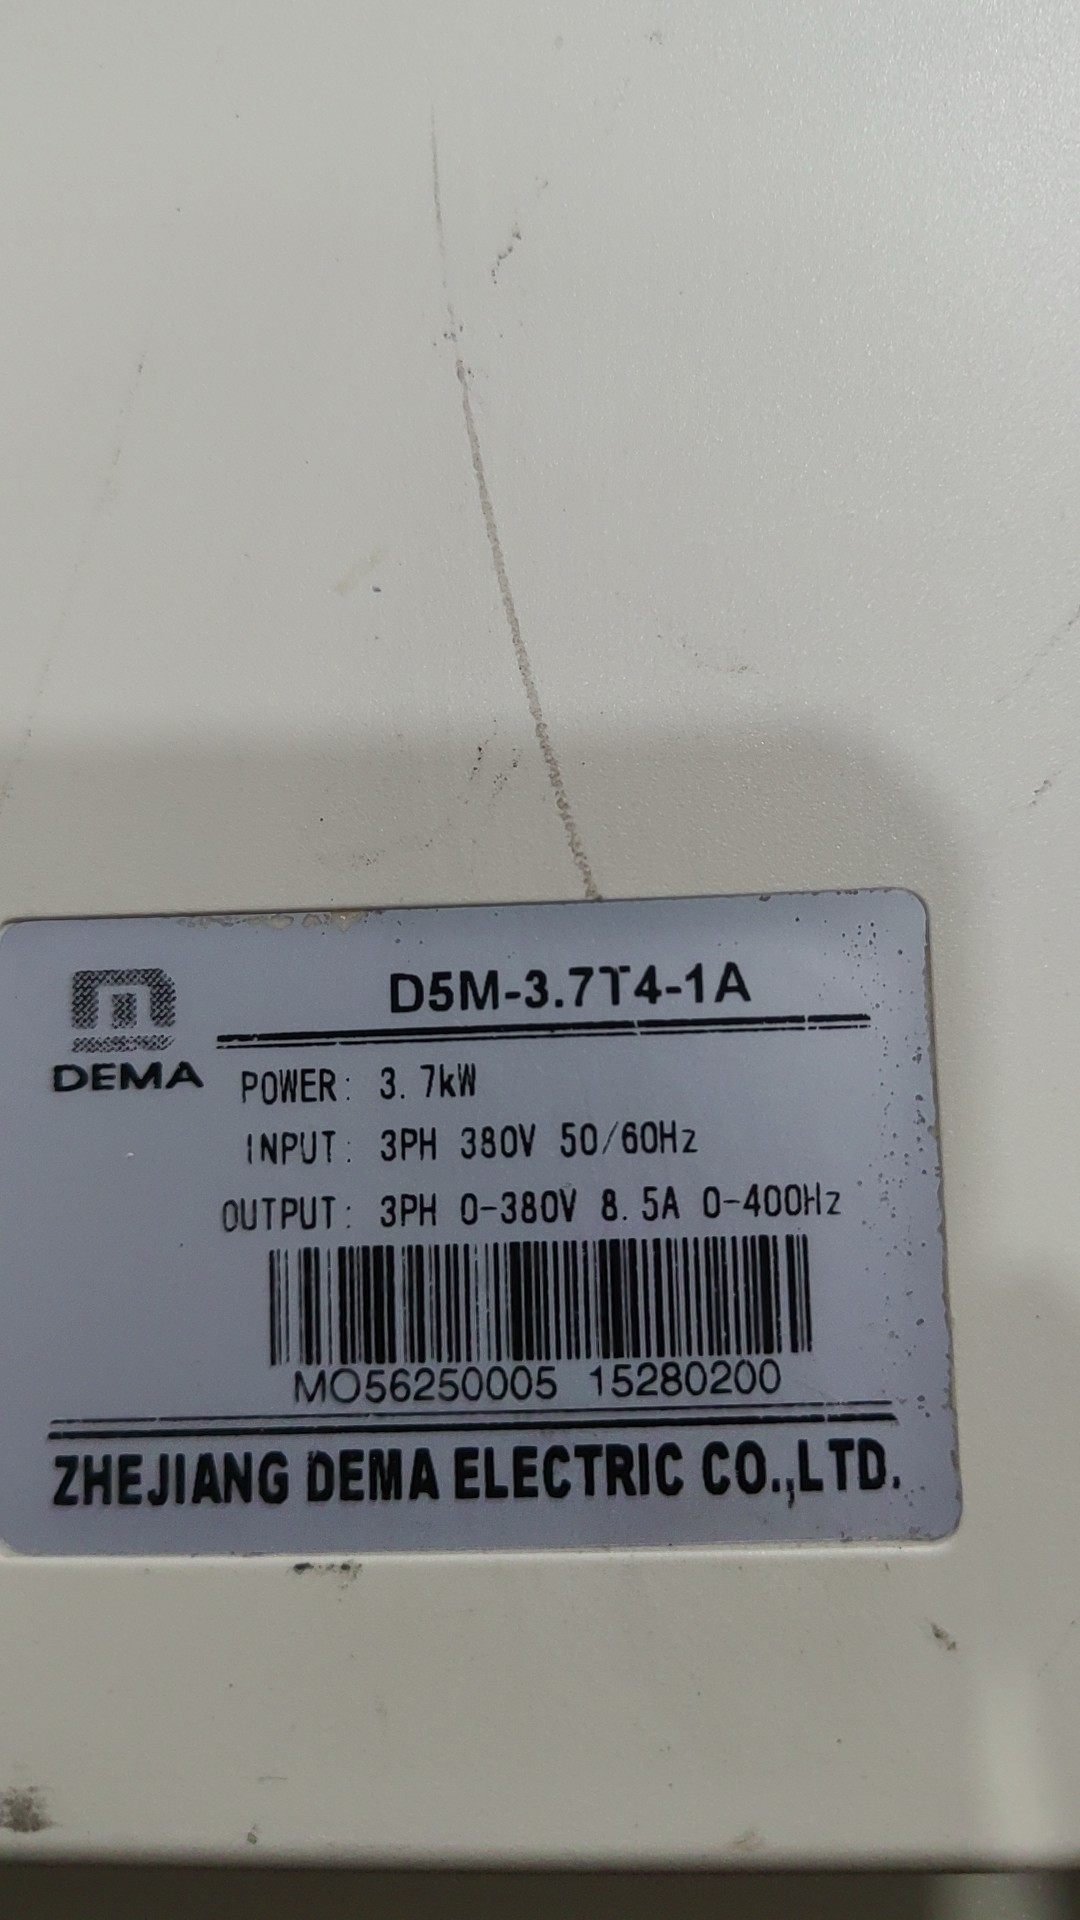 D5M-3.7T4-1A
DEMA
POWER: 3.7kW
INPUT: 3PH 380V 50/60Hz
OUTPUT: 3PH 0-380V 8.5A 0-400Hz
MO56250005 15280200
ZHEJIANG DEMA ELECTRIC CO.,LTD.